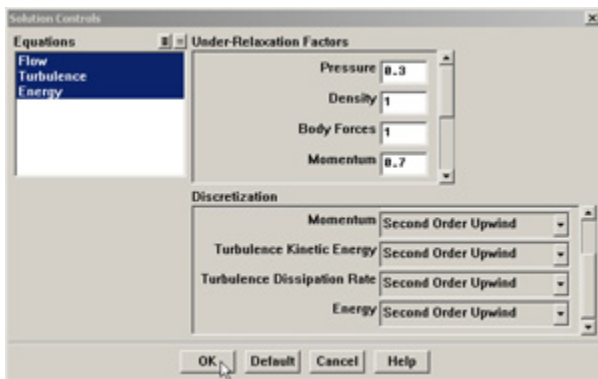 Solution Controls
Equations
Flow
Turbulence
Energy
Under-Relaxation Factors
Pressure 0.3
Density 1
Body Forces 1
Momentum 0.7
Discretization
Momentum Second Order Upwind
Turbulence Kinetic Energy Second Order Upwind
Turbulence Dissipation Rate Second Order Upwind
Energy Second Order Upwind
OK Default Cancel Help